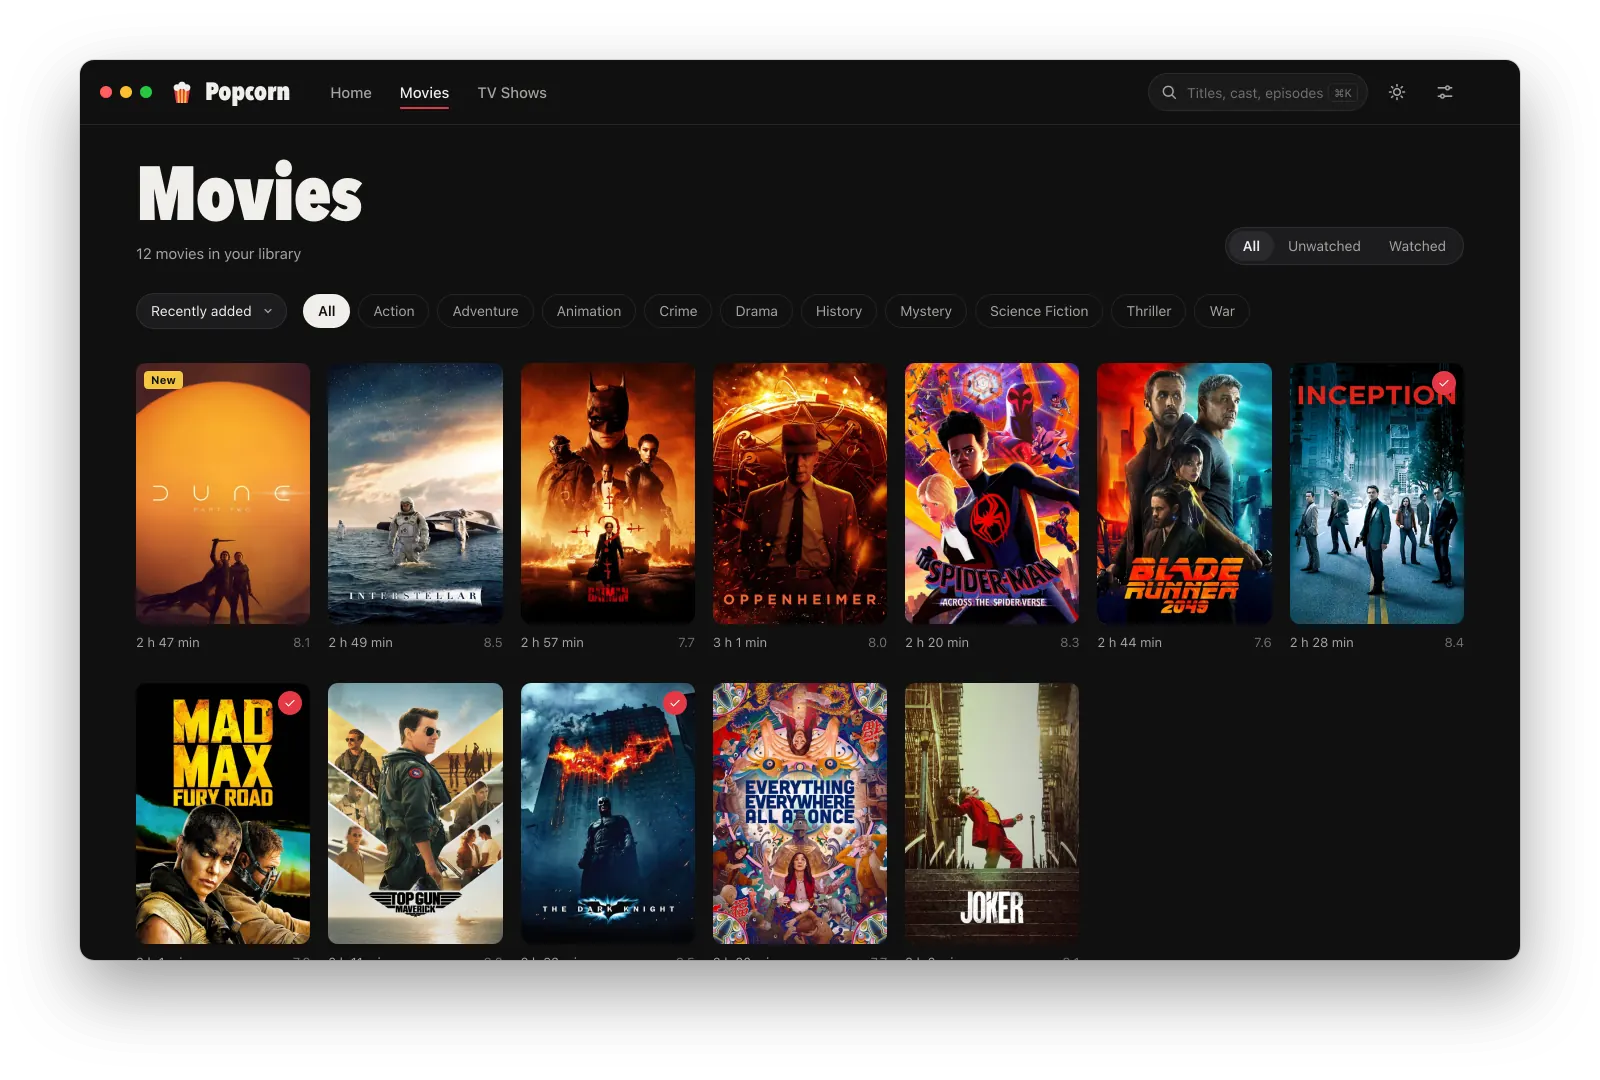 Popcorn
Home
Movies
TV Shows
Titles, cast, episodes
⌘K
Movies
12 movies in your library
All
Unwatched
Watched
Recently added
All
Action
Adventure
Animation
Crime
Drama
History
Mystery
Science Fiction
Thriller
War
New
DUNE
PART TWO
INTERSTELLAR
BATMAN
OPPENHEIMER
SPIDER-MAN
ACROSS THE SPIDER-VERSE
BLADE
RUNNER
2049
INCEPTION
2 h 47 min 8.1
2 h 49 min 8.5
2 h 57 min 7.7
3 h 1 min 8.0
2 h 20 min 8.3
2 h 44 min 7.6
2 h 28 min 8.4
MAD
MAX
FURY ROAD
TOP GUN
MAVERICK
THE DARK KNIGHT
EVERYTHING
EVERYWHERE
ALL AT ONCE
JOKER